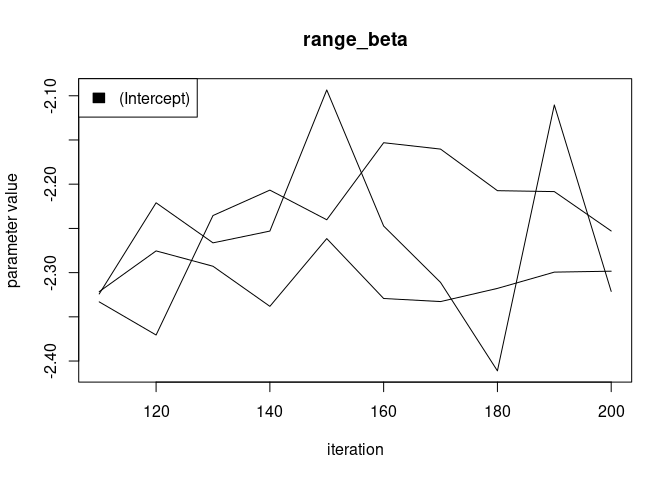 range_beta
(Intercept)
parameter value
-2.10
-2.20
-2.30
-2.40
120 140 160 180 200
iteration